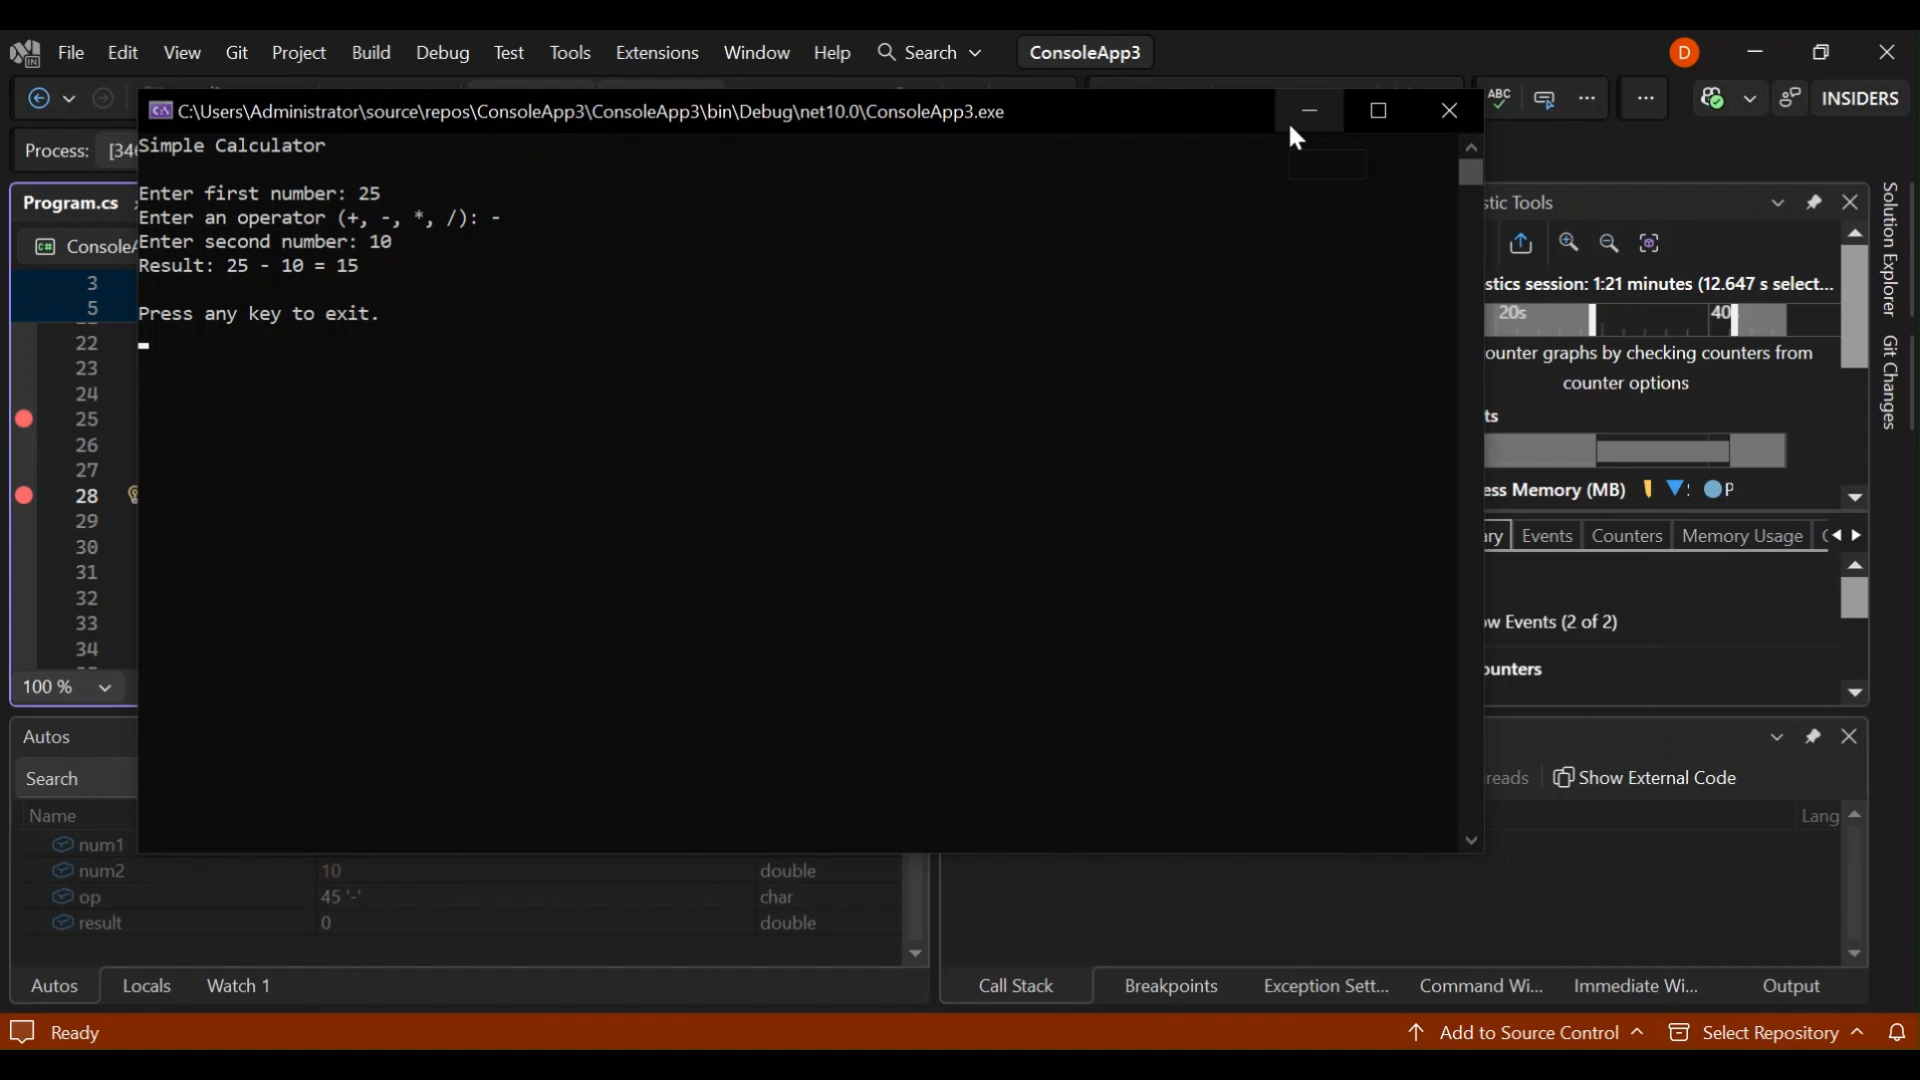 File Edit View Git Project Build Debug Test Tools Extensions Window Help Search ConsoleApp3 D
C:\Users\Administrator\source\repos\ConsoleApp3\ConsoleApp3\bin\Debug\net10.0\ConsoleApp3.exe
ABC
INSIDERS
Process: [34
Simple Calculator
Enter first number: 25
Enter an operator (+, -, *, /): -
Enter second number: 10
Result: 25 - 10 = 15
Press any key to exit.
Program.cs
C# ConsoleA
3
5
22
23
24
25
26
27
28
29
30
31
32
33
34
100 %
stic Tools
stics session: 1:21 minutes (12.647 s select...
20s 40
ounter graphs by checking counters from
counter options
ts
ess Memory (MB) P
ary Events Counters Memory Usage
ow Events (2 of 2)
ounters
Solution Explorer
Git Changes
Autos
Search
Name
num1
num2 10 double
op 45 '-' char
result 0 double
Autos Locals Watch 1
reads Show External Code
Lang
Call Stack Breakpoints Exception Sett... Command Wi... Immediate Wi... Output
Ready Add to Source Control Select Repository